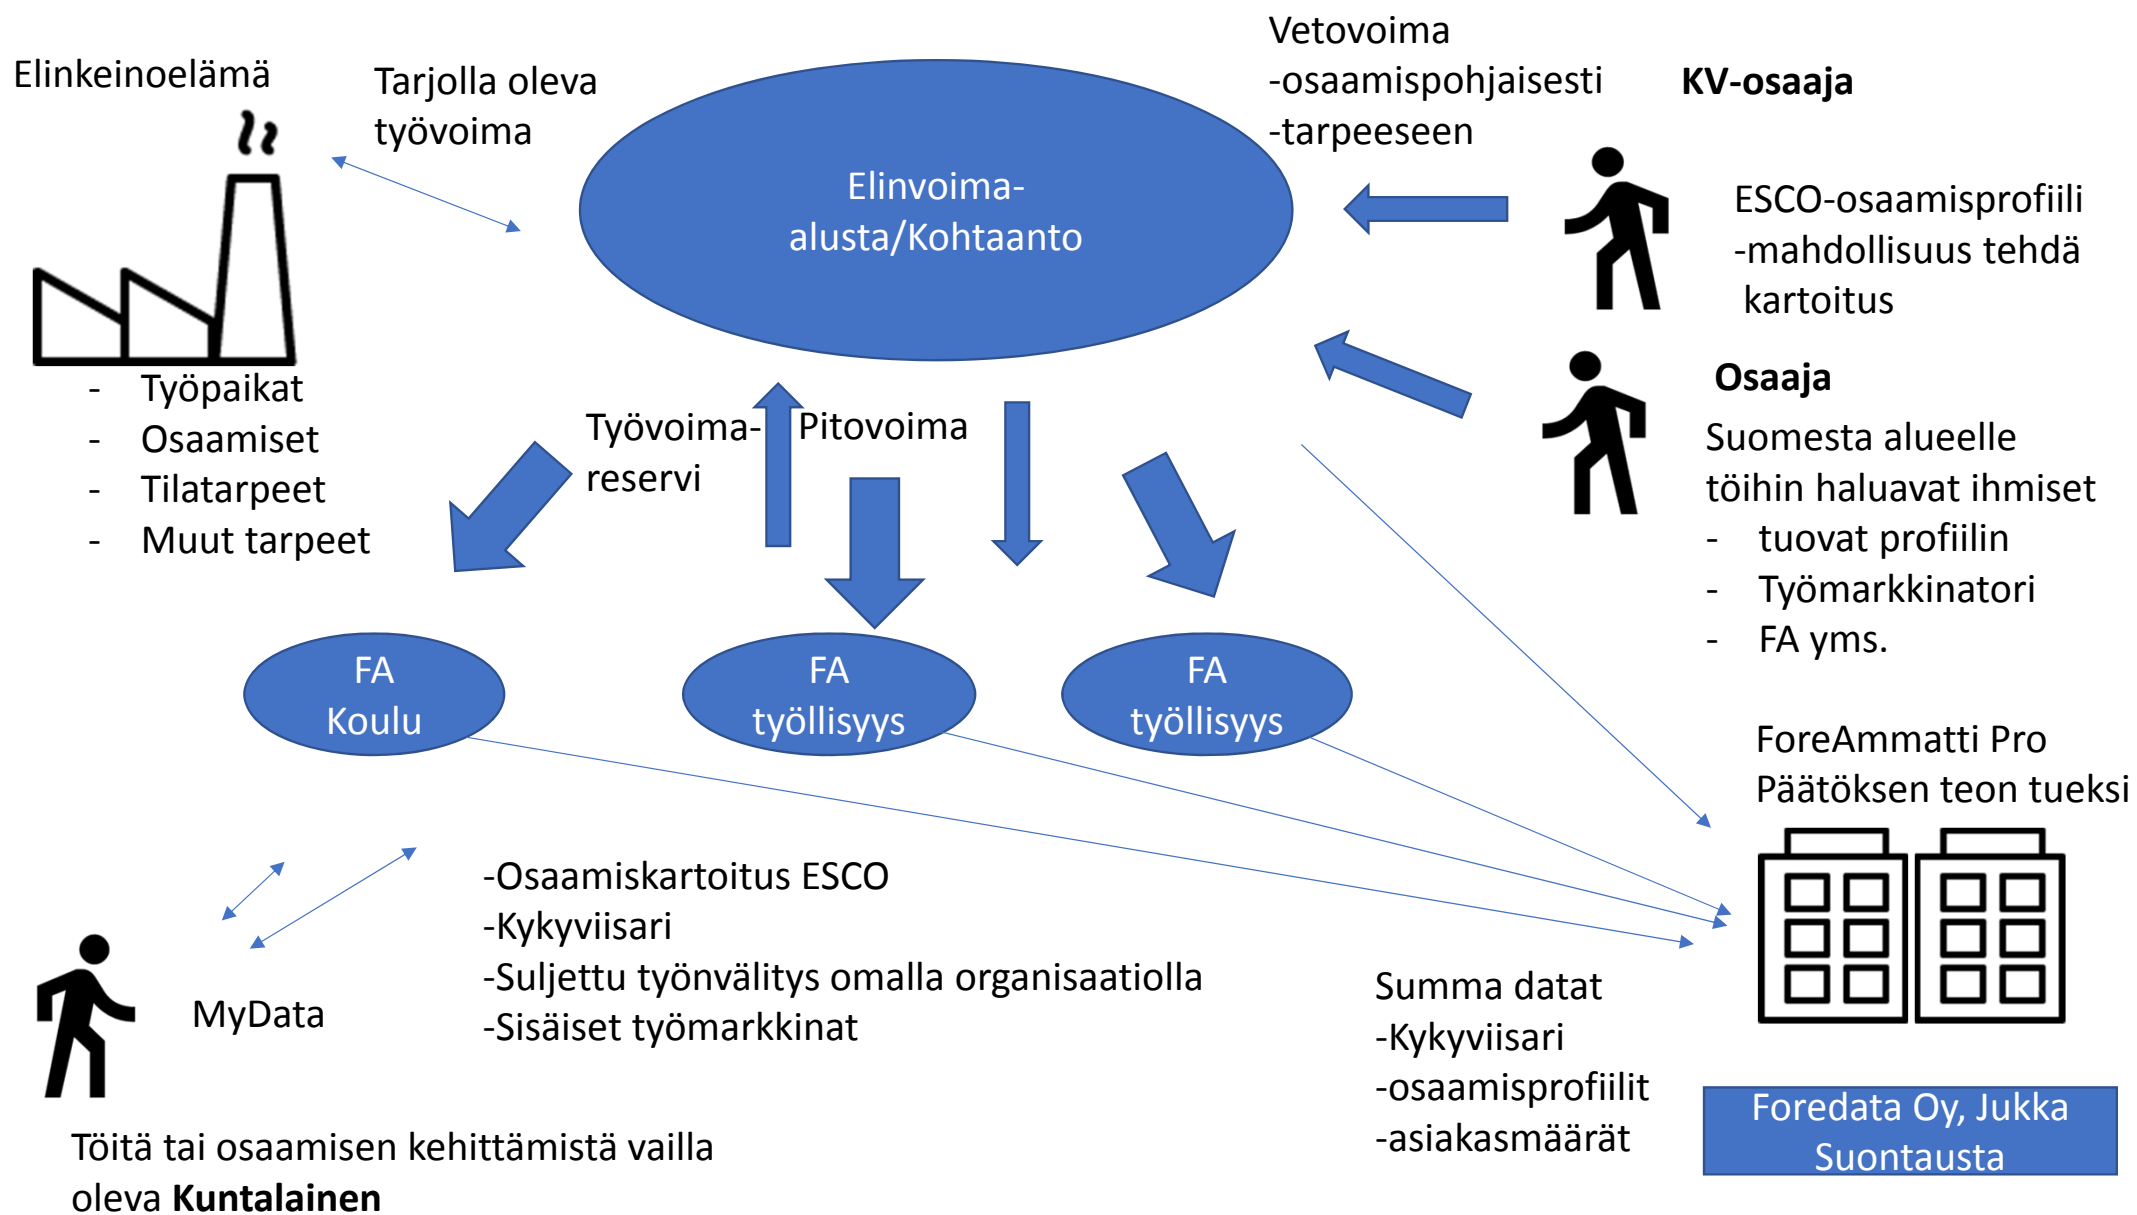 Elinkeinoelämä
Tarjolla oleva
työvoima
Elinvoima-
alusta/Kohtaanto
Vetovoima
-osaamispohjaisesti
-tarpeeseen
KV-osaaja
ESCO-osaamisprofiili
-mahdollisuus tehdä
kartoitus
- Työpaikat
- Osaamiset
- Tilatarpeet
- Muut tarpeet
Työvoima-
reservi
Pitovoima
Osaaja
Suomesta alueelle
töihin haluavat ihmiset
- tuovat profiilin
- Työmarkkinatori
- FA yms.
FA
Koulu
FA
työllisyys
FA
työllisyys
ForeAmmatti Pro
Päätöksen teon tueksi
-Osaamiskartoitus ESCO
-Kykyviisari
-Suljettu työnvälitys omalla organisaatiolla
-Sisäiset työmarkkinat
MyData
Töitä tai osaamisen kehittämistä vailla
oleva Kuntalainen
Summa datat
-Kykyviisari
-osaamisprofiilit
-asiakasmäärät
Foredata Oy, Jukka
Suontausta